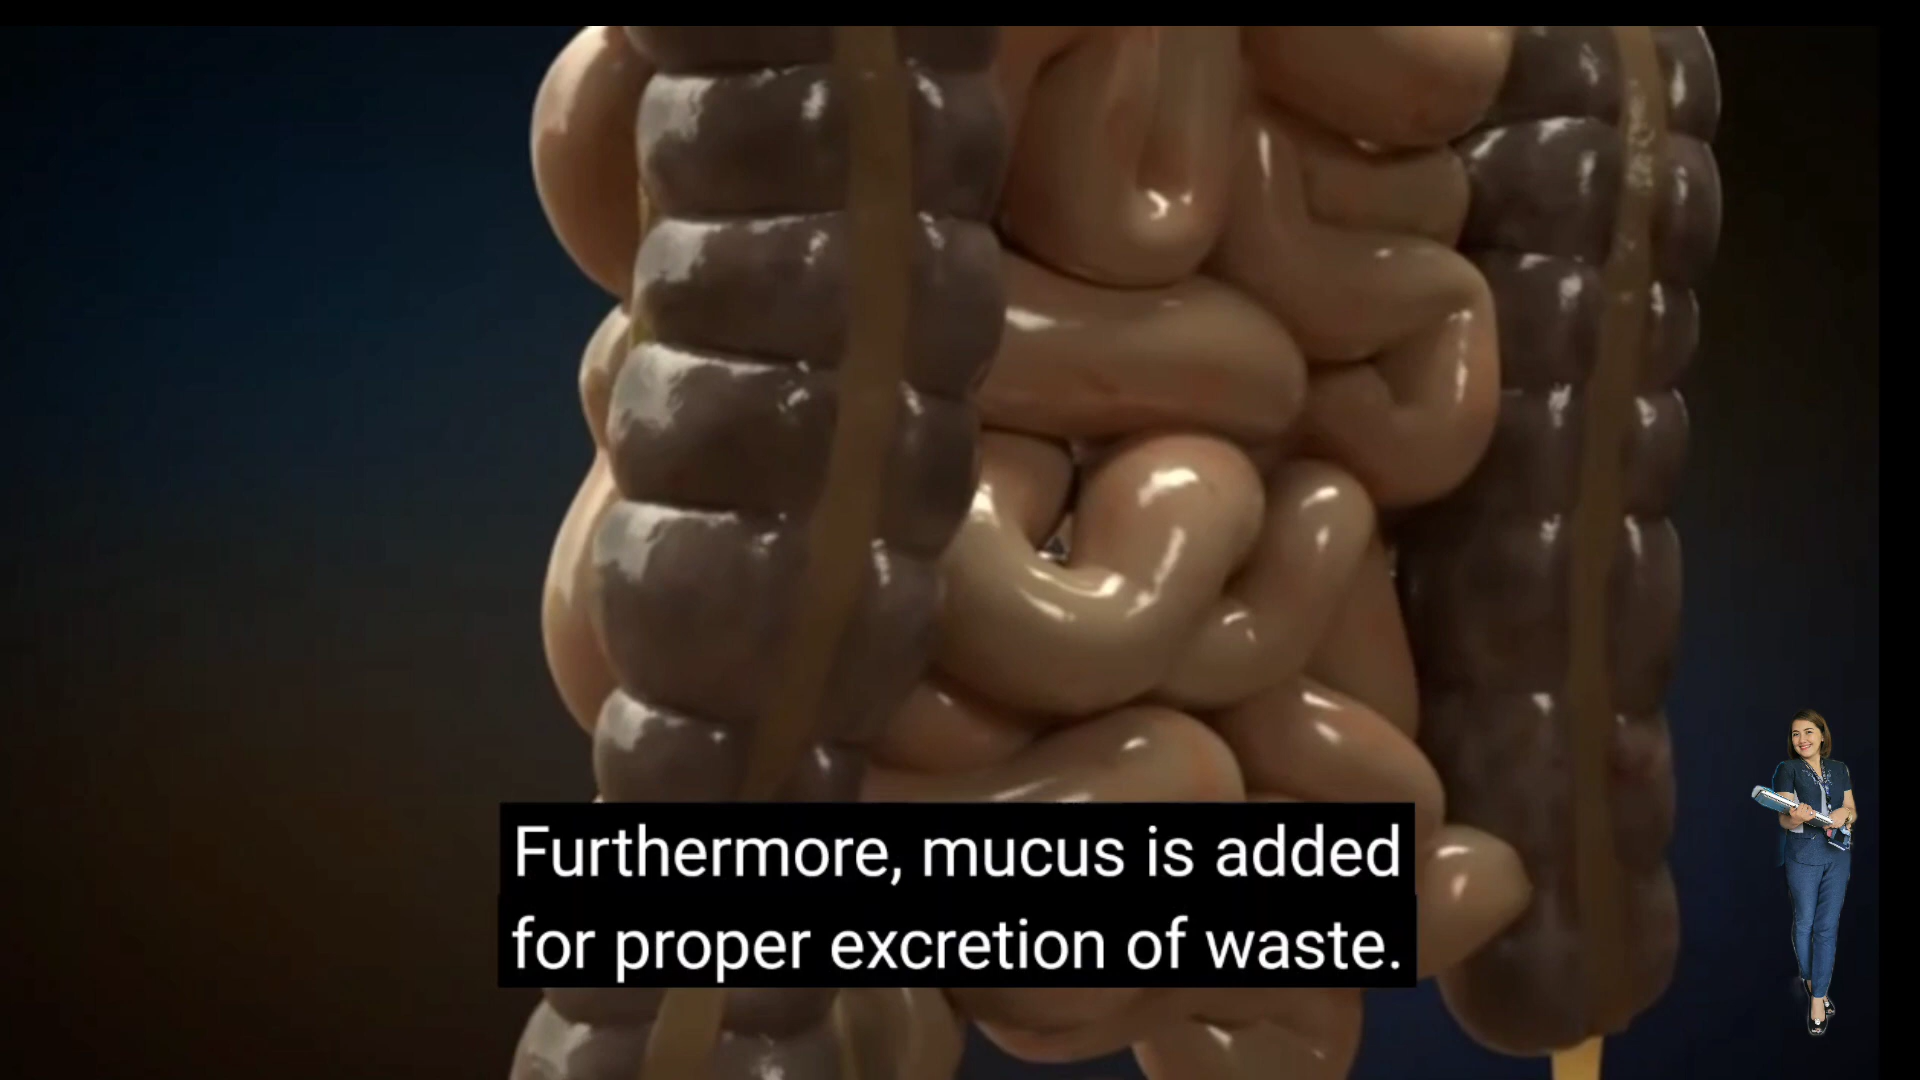 Furthermore, mucus is added
for proper excretion of waste.